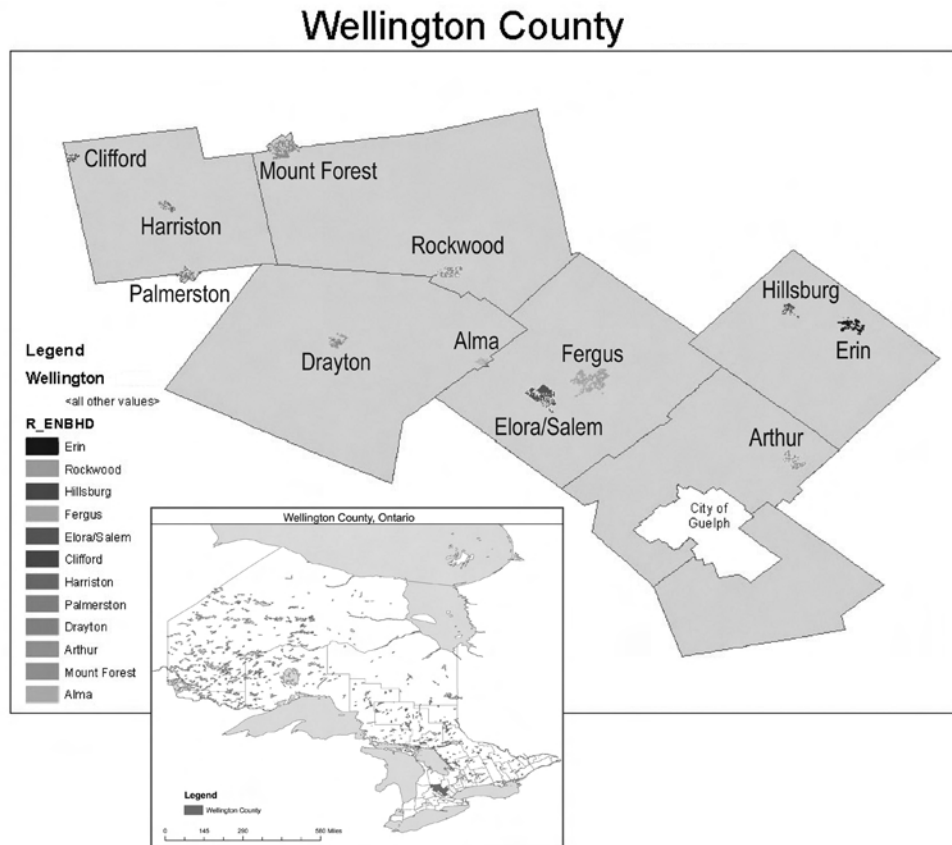 Wellington County
Clifford
Mount Forest
Harriston
Rockwood
Palmerston
Hillsburg
Erin
Drayton
Alma
Fergus
Elora/Salem
Arthur
City of
Guelph
Legend
Wellington
<all other values>
R_ENBHD
Erin
Rockwood
Hillsburg
Fergus
Elora/Salem
Clifford
Harriston
Palmerston
Drayton
Arthur
Mount Forest
Alma
Wellington County, Ontario
Legend
Wellington County
0 145 290 580 Miles